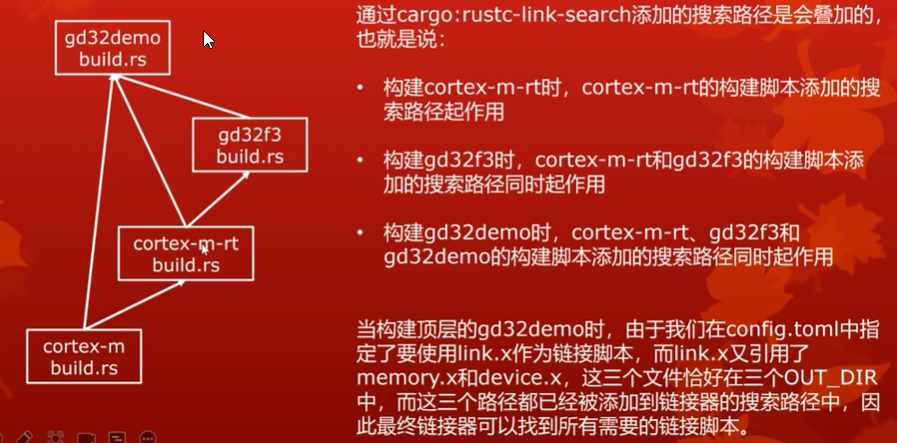 gd32demo
build.rs
gd32f3
build.rs
cortex-m-rt
build.rs
cortex-m
build.rs
通过cargo:rustc-link-search添加的搜索路径是会叠加的，
也就是说：
• 构建cortex-m-rt时，cortex-m-rt的构建脚本添加的搜
索路径起作用
• 构建gd32f3时，cortex-m-rt和gd32f3的构建脚本添
加的搜索路径同时起作用
• 构建gd32demo时，cortex-m-rt、gd32f3和
gd32demo的构建脚本添加的搜索路径同时起作用
当构建顶层的gd32demo时，由于我们在config.toml中指
定了要使用link.x作为链接脚本，而link.x又引用了
memory.x和device.x，这三个文件恰好在三个OUT_DIR
中，而这三个路径都已经被添加到链接器的搜索路径中，因
此最终链接器可以找到所有需要的链接脚本。